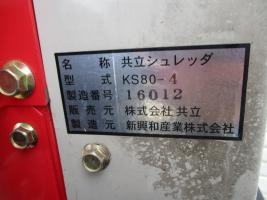 名 称 共立シュレッダ
型 式 KS80-4
製造番号 16012
販売元 株式会社 共立
製造元 新興和産業株式会社